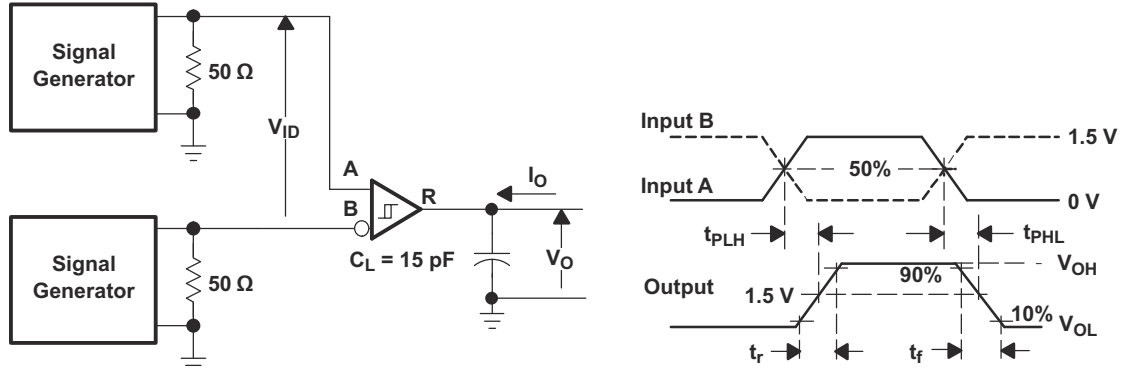 Signal
Generator
50 Ω
V_ID
A
B
R
I_O
C_L = 15 pF
V_O
Signal
Generator
50 Ω
Input B
1.5 V
50%
Input A
0 V
t_PLH
t_PHL
V_OH
90%
Output
1.5 V
10%
V_OL
t_r
t_f